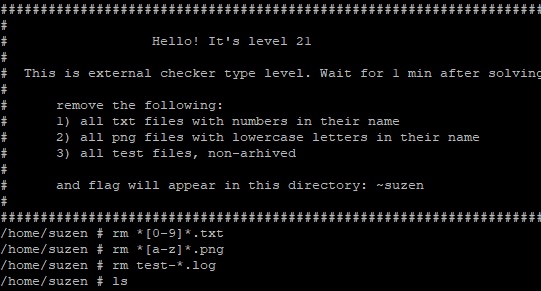 ####################################################################
#
#                  Hello! It's level 21
#
#  This is external checker type level. Wait for 1 min after solving
#
#      remove the following:
#      1) all txt files with numbers in their name
#      2) all png files with lowercase letters in their name
#      3) all test files, non-arhived
#
#      and flag will appear in this directory: ~suzen
#
####################################################################
/home/suzen # rm *[0-9]*.txt
/home/suzen # rm *[a-z]*.png
/home/suzen # rm test-*.log
/home/suzen # ls